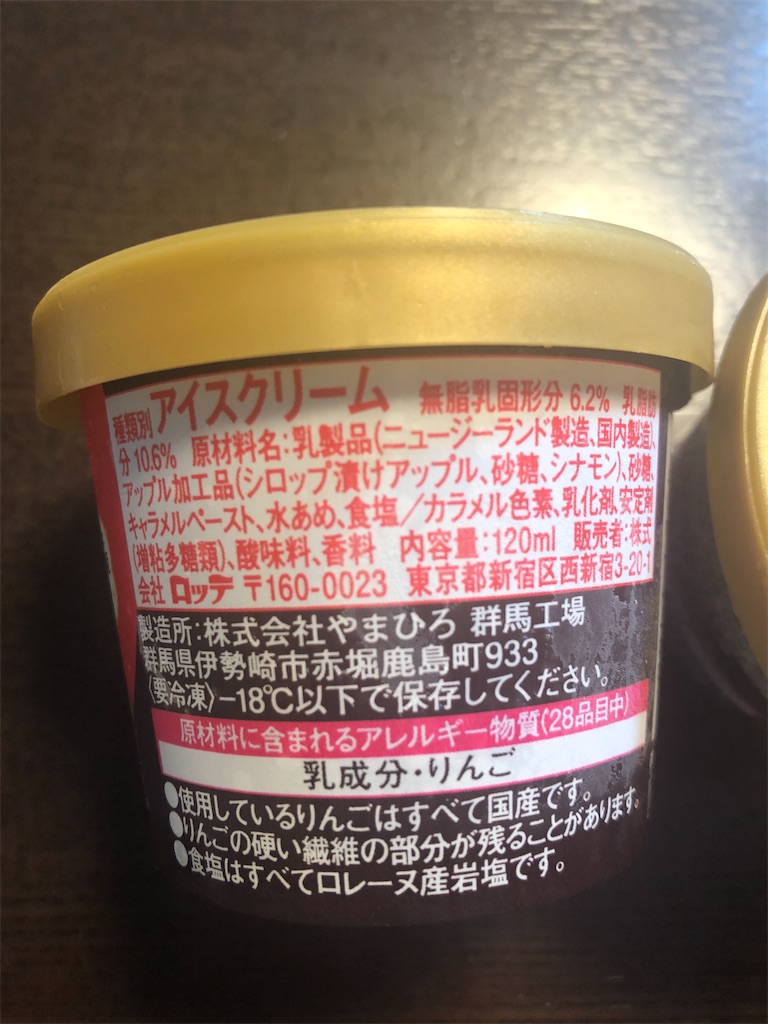 種類別 アイスクリーム 無脂乳固形分 6.2% 乳脂肪
分 10.6% 原材料名:乳製品(ニュージーランド製造、国内製造)、
アップル加工品(シロップ漬けアップル、砂糖、シナモン)、砂糖、
キャラメルペースト、水あめ、食塩/カラメル色素、乳化剤、安定剤
(増粘多糖類)、酸味料、香料 内容量:120ml 販売者:株式
会社 ロッテ 〒160-0023 東京都新宿区西新宿3-20-1
製造所:株式会社やまひろ 群馬工場
群馬県伊勢崎市赤堀鹿島町933
〈要冷凍〉-18℃以下で保存してください。
原材料に含まれるアレルギー物質(28品目中)
乳成分・りんご
●使用しているりんごはすべて国産です。
●りんごの硬い繊維の部分が残ることがあります。
●食塩はすべてロレーヌ産岩塩です。